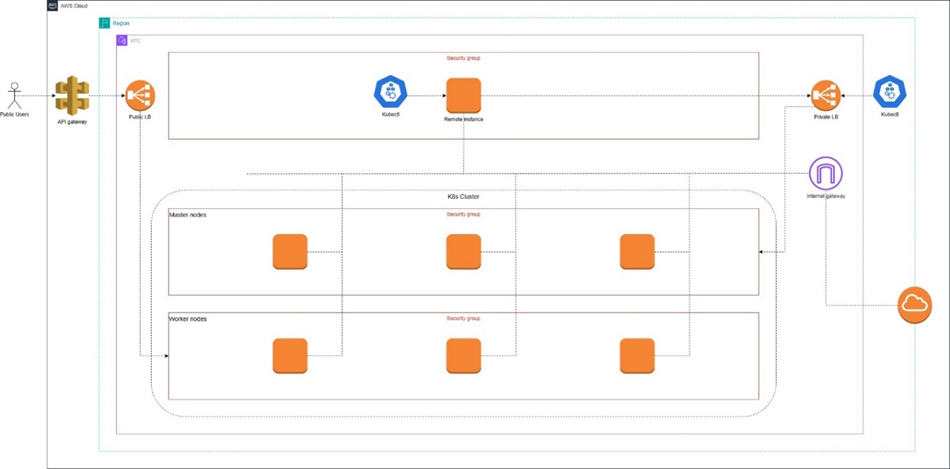 AWS Cloud
Region
VPC
Security group
Public Users
API gateway
Public LB
Kubectl
Remote instance
Private LB
Kubectl
Internet gateway
K8s Cluster
Master nodes
Security group
Worker nodes
Security group